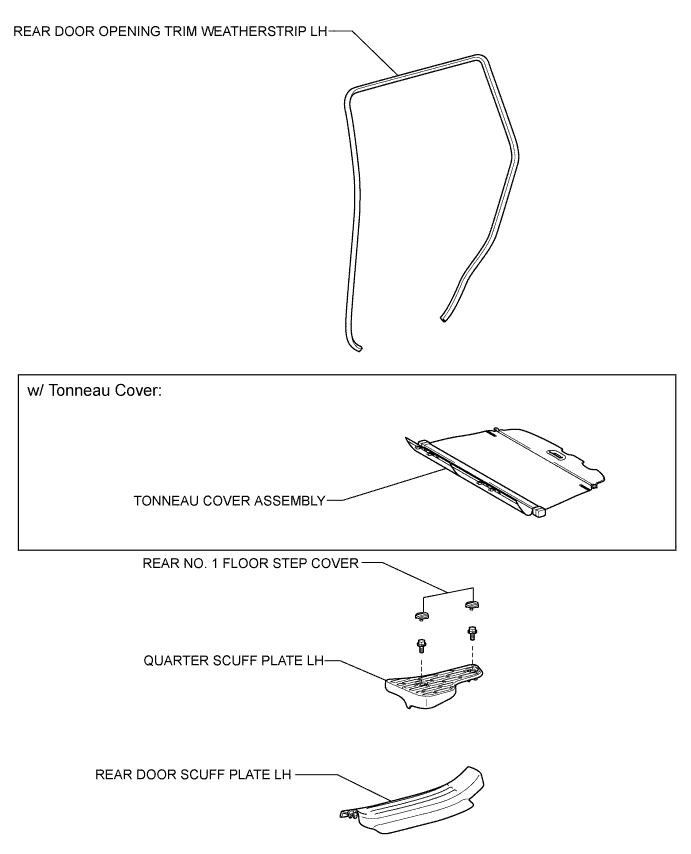 REAR DOOR OPENING TRIM WEATHERSTRIP LH
w/ Tonneau Cover:
TONNEAU COVER ASSEMBLY
REAR NO. 1 FLOOR STEP COVER
QUARTER SCUFF PLATE LH
REAR DOOR SCUFF PLATE LH